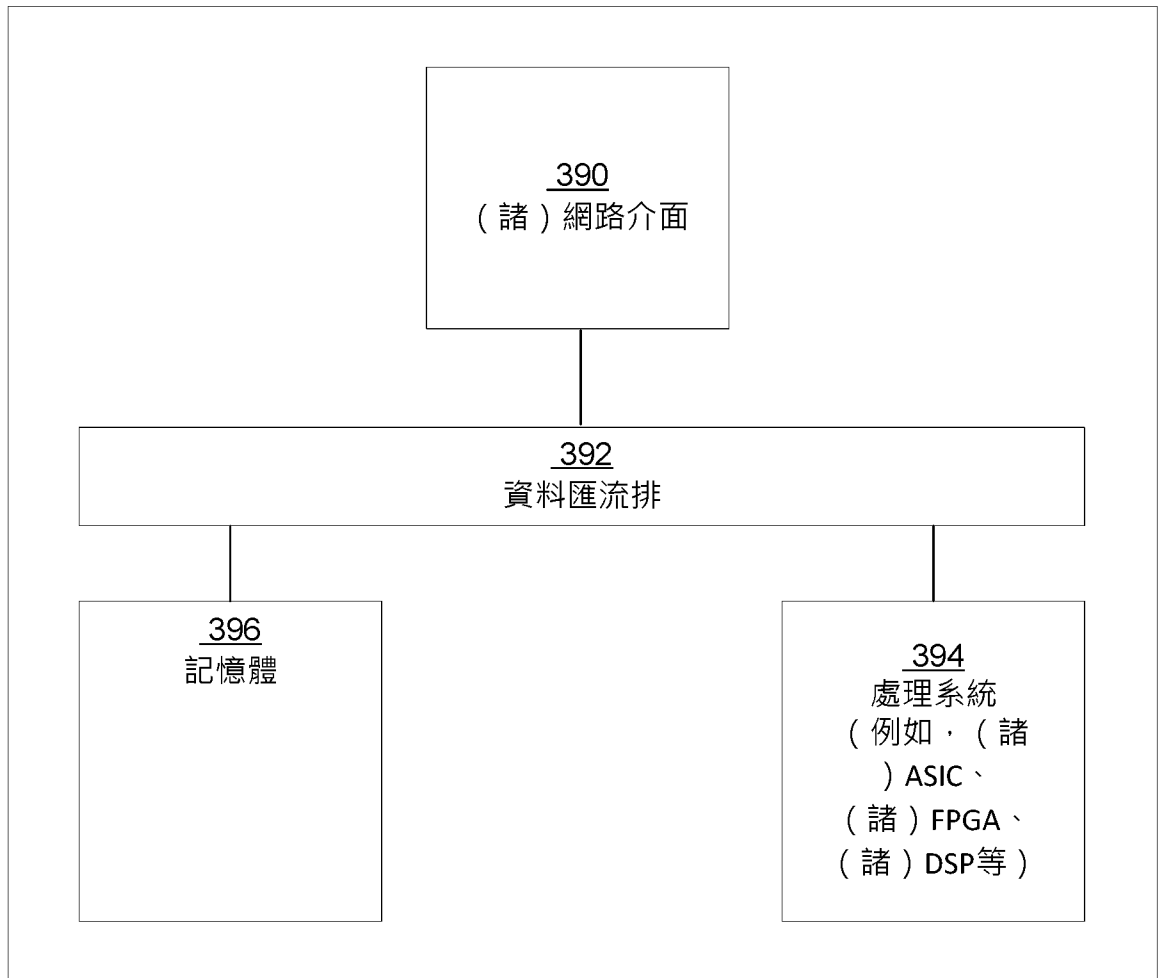 390
（諸）網路介面
392
資料匯流排
396
記憶體
394
處理系統
（例如，（諸
）ASIC、
（諸）FPGA、
（諸）DSP等）